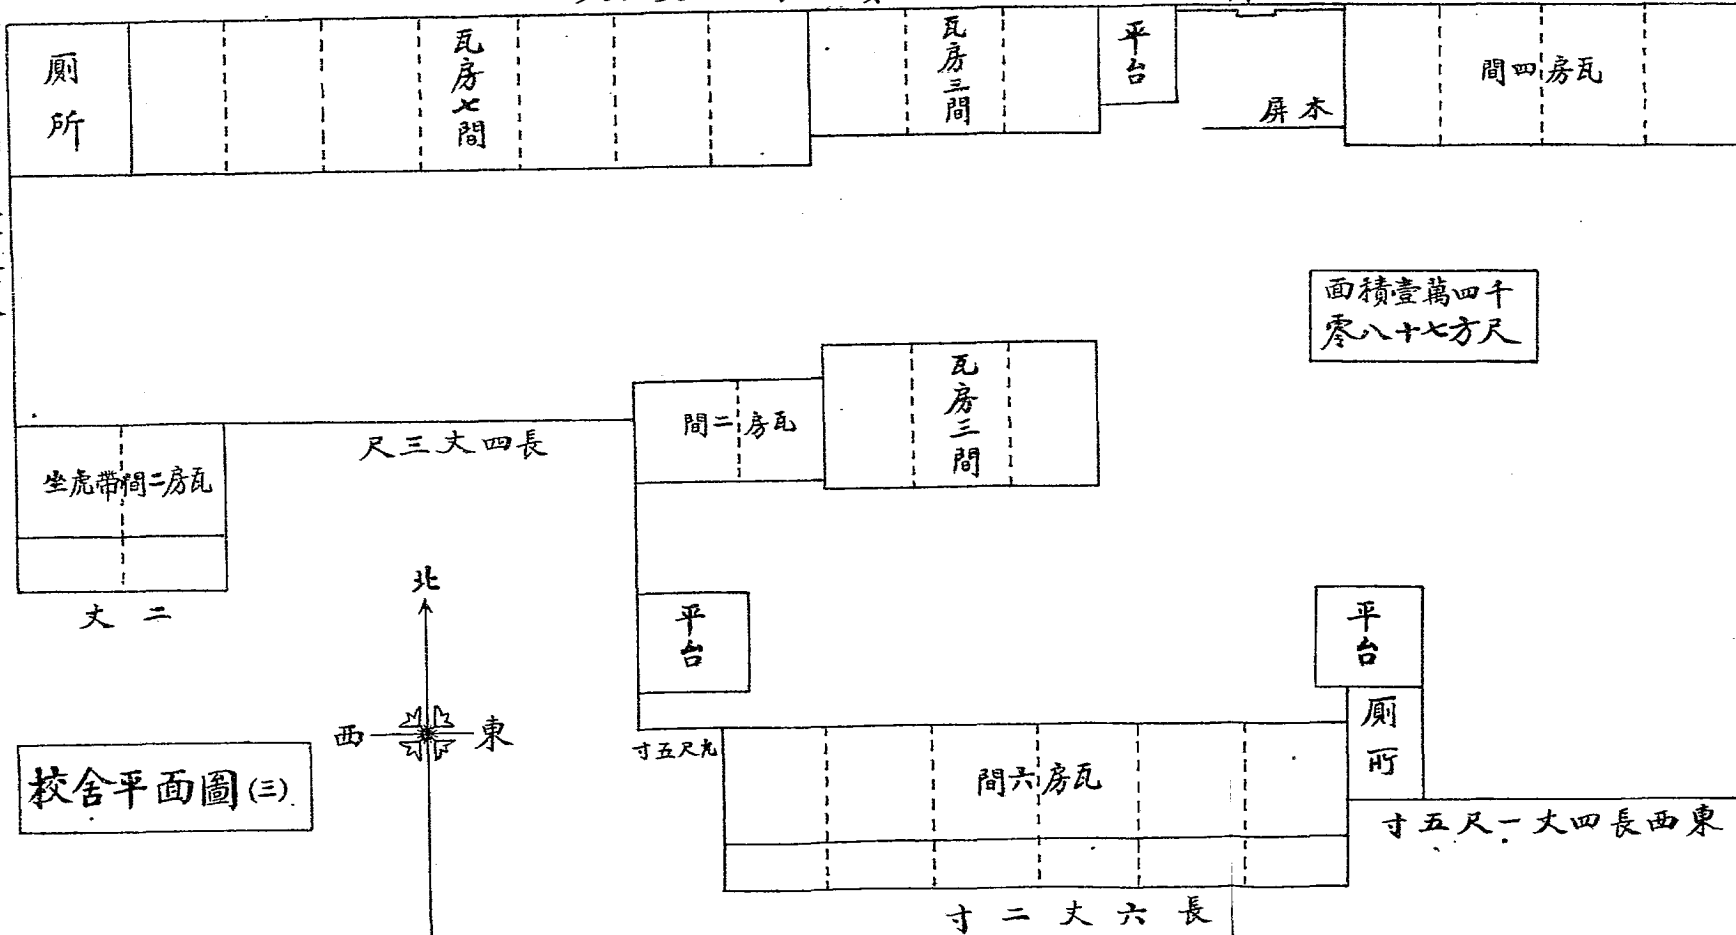 厠所
瓦房七間
瓦房三間
平台
木屏
瓦房四間
面積壹萬四千
零八十七方尺
瓦房二間
瓦房三間
長四丈三尺
瓦房二間帶虎坐
二丈
北
西
東
平台
平台
厠所
九尺五寸
瓦房六間
東西長四丈一尺五寸
長六丈二寸
校舍平面圖(三)